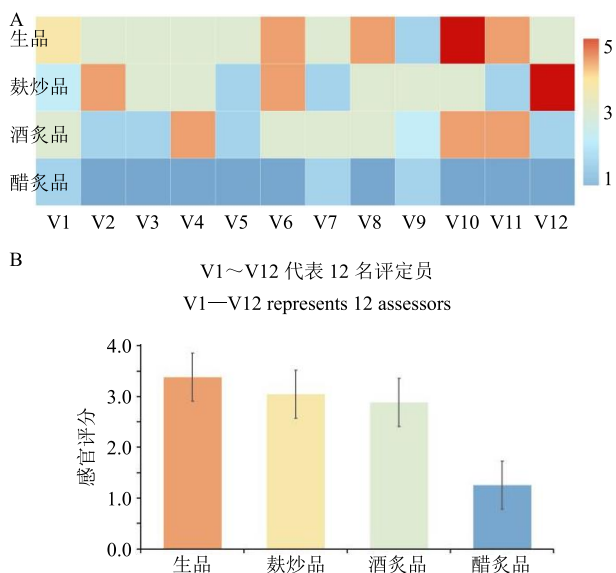 A
生品
麸炒品
酒炙品
醋炙品
5
3
1
V1 V2 V3 V4 V5 V6 V7 V8 V9 V10 V11 V12
B
V1～V12 代表 12 名评定员
V1—V12 represents 12 assessors
感官评分
4.0
3.0
2.0
1.0
0.0
生品 麸炒品 酒炙品 醋炙品